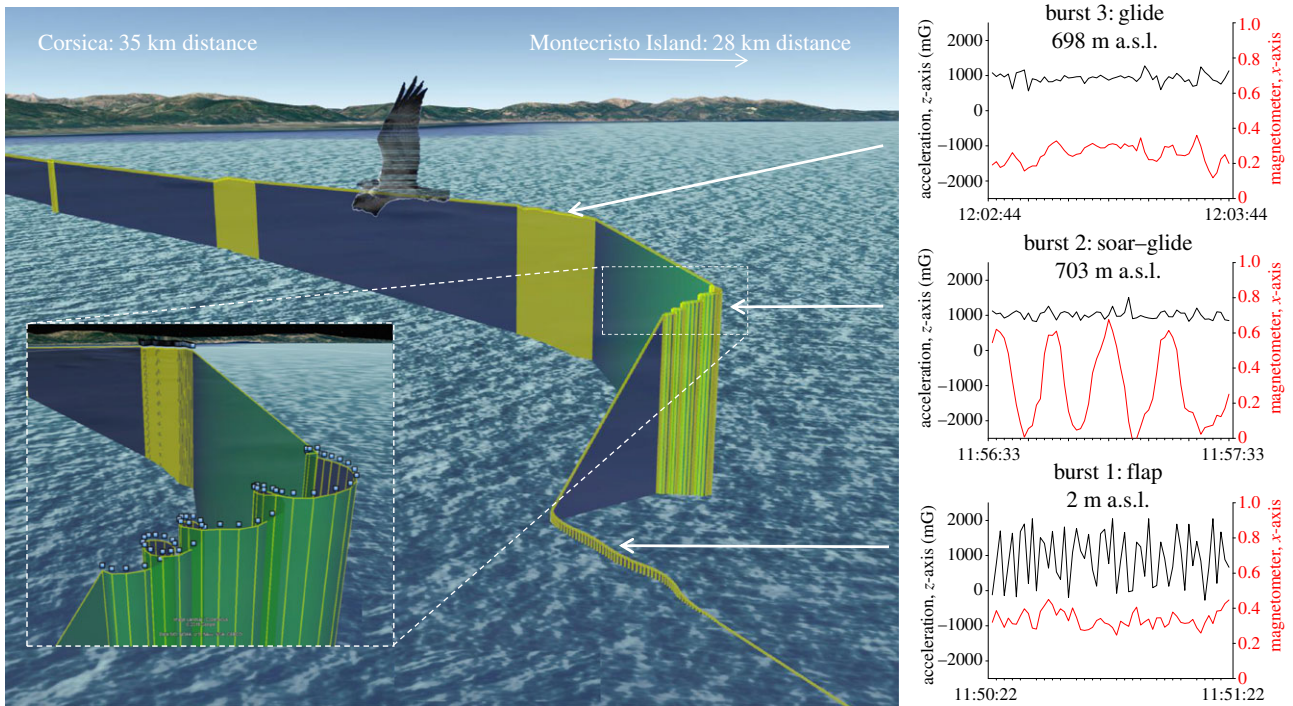 Corsica: 35 km distance
Montecristo Island: 28 km distance
burst 3: glide
698 m a.s.l.
acceleration, z-axis (mG)
2000
1000
0
–1000
–2000
1.0
0.8
0.6
0.4
0.2
0
magnetometer, x-axis
12:02:44
12:03:44
burst 2: soar–glide
703 m a.s.l.
acceleration, z-axis (mG)
2000
1000
0
–1000
–2000
1.0
0.8
0.6
0.4
0.2
0
magnetometer, x-axis
11:56:33
11:57:33
burst 1: flap
2 m a.s.l.
acceleration, z-axis (mG)
2000
1000
0
–1000
–2000
1.0
0.8
0.6
0.4
0.2
0
magnetometer, x-axis
11:50:22
11:51:22